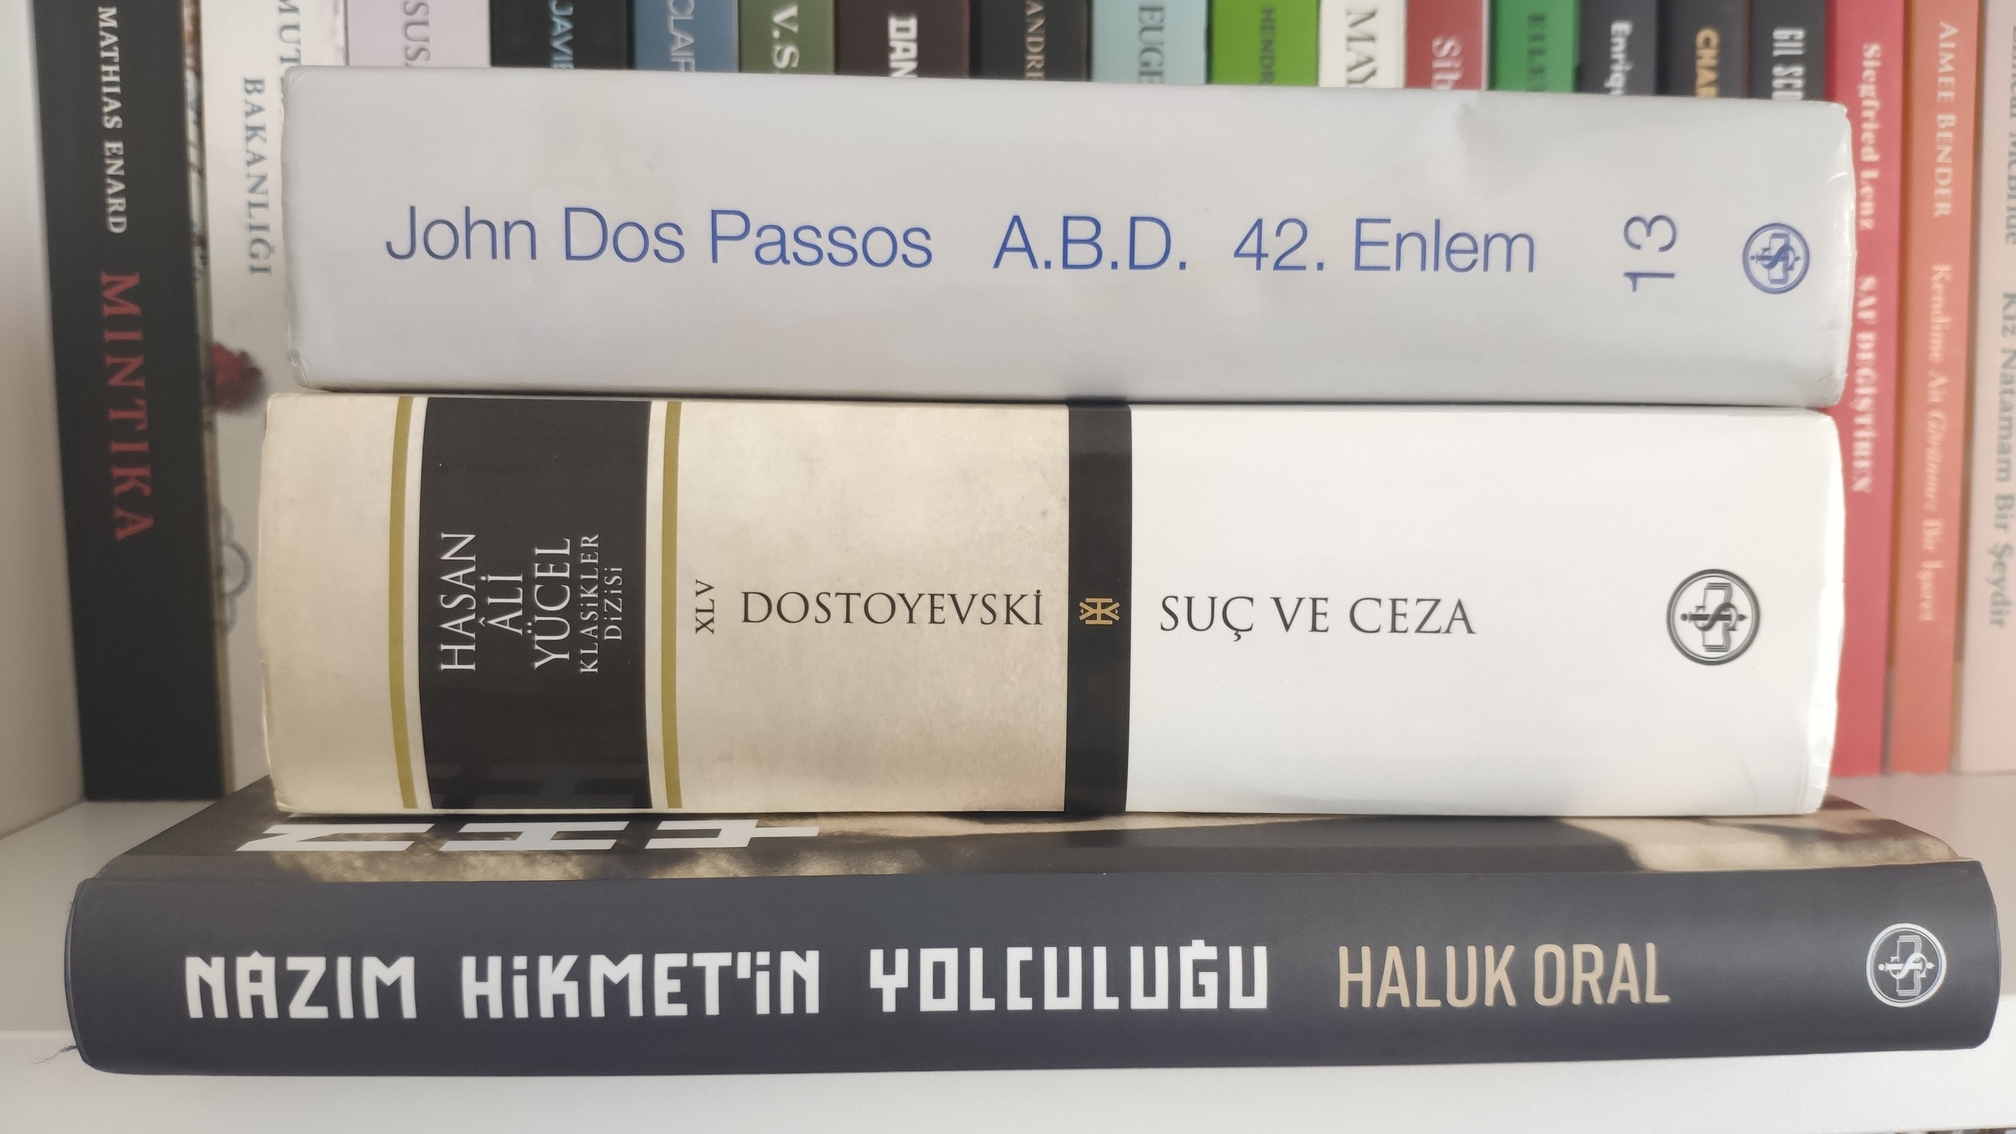 MATHIAS ENARD MINTIKA
BAKANLIĞI
V.S.
Siegfried Lenz SAF DEĞİŞTİREN
AIMEE BENDER Kendime Ait Görünmez Bir İşaret
Kız Natamam Bir Şeydir
John Dos Passos A.B.D. 42. Enlem 13
HASAN
ÂLİ
YÜCEL
KLASİKLER
DİZİSİ
XLV DOSTOYEVSKİ SUÇ VE CEZA
NÂZIM HİKMET'İN YOLCULUĞU HALUK ORAL